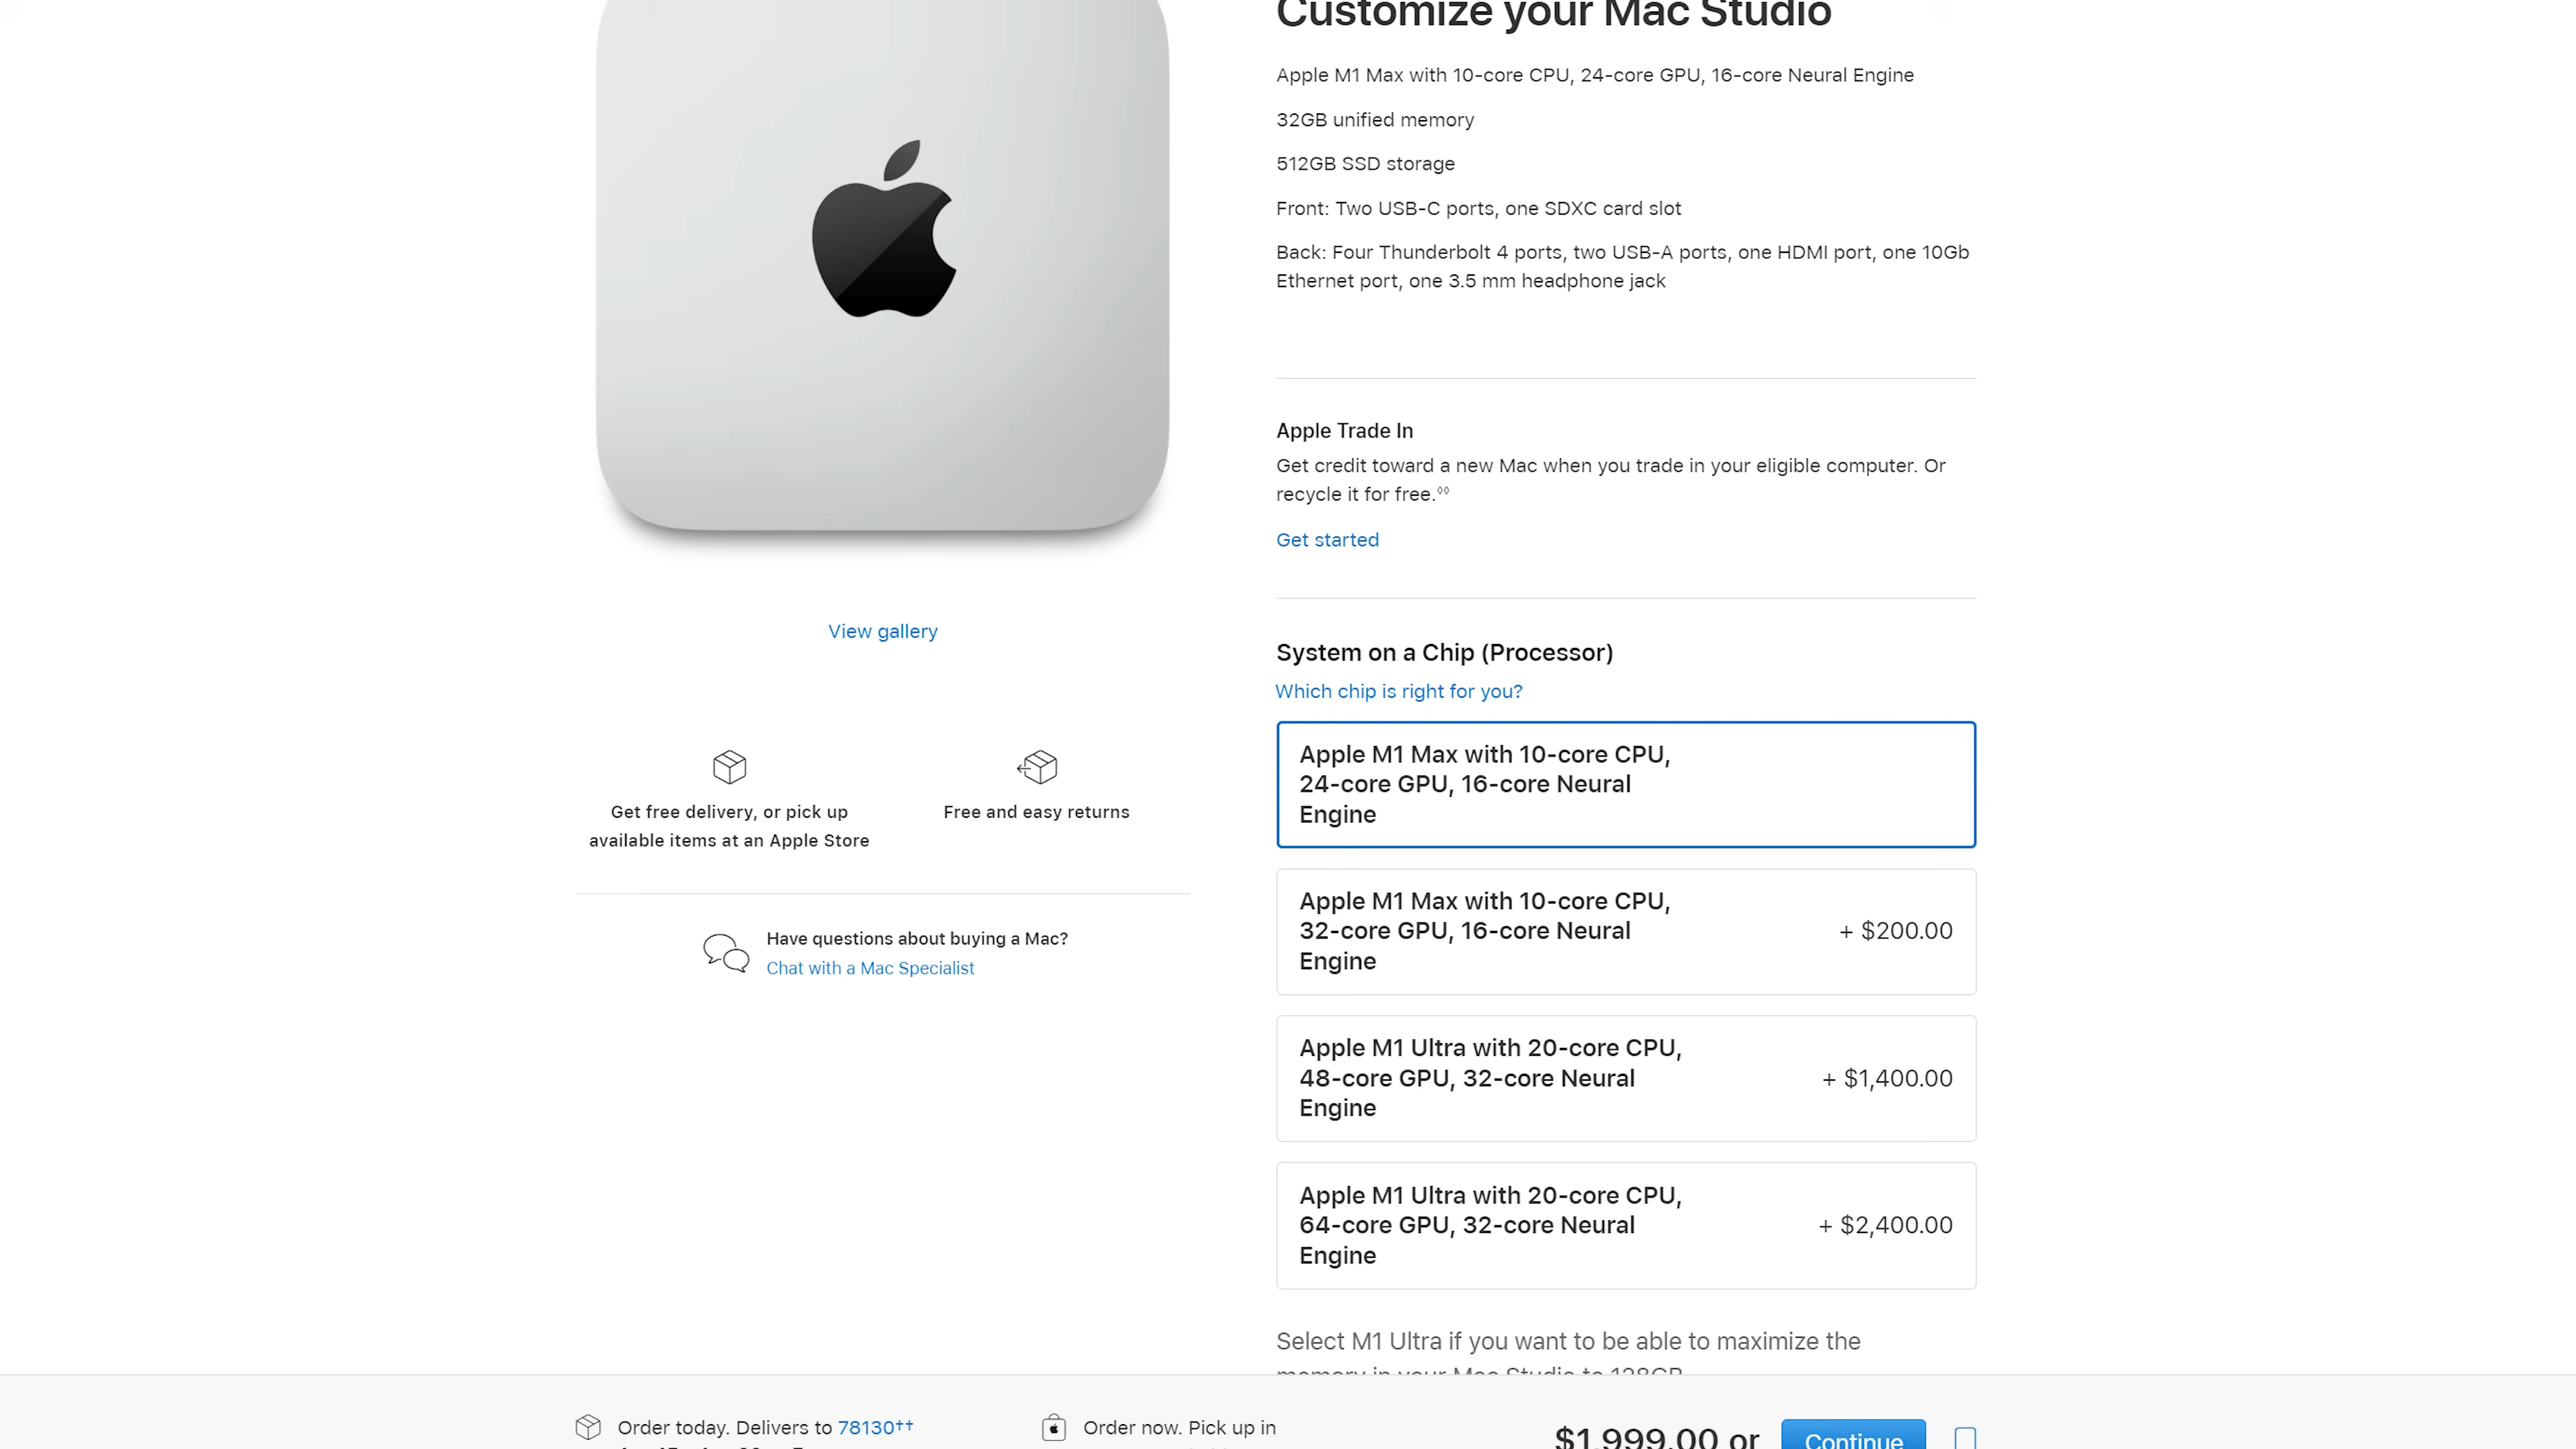 Customize your Mac Studio
Apple M1 Max with 10-core CPU, 24-core GPU, 16-core Neural Engine
32GB unified memory
512GB SSD storage
Front: Two USB-C ports, one SDXC card slot
Back: Four Thunderbolt 4 ports, two USB-A ports, one HDMI port, one 10Gb
Ethernet port, one 3.5 mm headphone jack
Apple Trade In
Get credit toward a new Mac when you trade in your eligible computer. Or
recycle it for free.◊◊
Get started
View gallery
Get free delivery, or pick up
available items at an Apple Store
Free and easy returns
Have questions about buying a Mac?
Chat with a Mac Specialist
System on a Chip (Processor)
Which chip is right for you?
Apple M1 Max with 10-core CPU,
24-core GPU, 16-core Neural
Engine
Apple M1 Max with 10-core CPU,
32-core GPU, 16-core Neural
Engine
+ $200.00
Apple M1 Ultra with 20-core CPU,
48-core GPU, 32-core Neural
Engine
+ $1,400.00
Apple M1 Ultra with 20-core CPU,
64-core GPU, 32-core Neural
Engine
+ $2,400.00
Select M1 Ultra if you want to be able to maximize the
memory in your Mac Studio to 128GB
Order today. Delivers to 78130††
Order now. Pick up in
$1,999.00 or
Continue